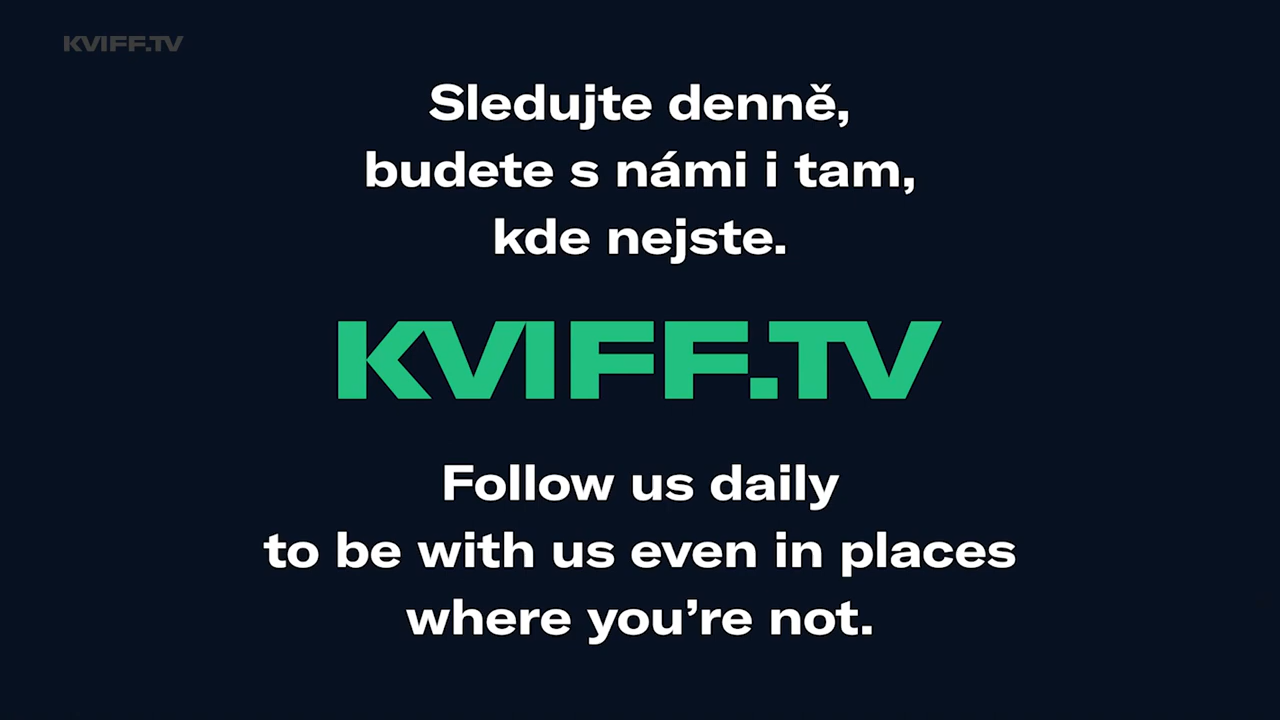 KVIFF.TV
Sledujte denně,
budete s námi i tam,
kde nejste.
KVIFF.TV
Follow us daily
to be with us even in places
where you’re not.